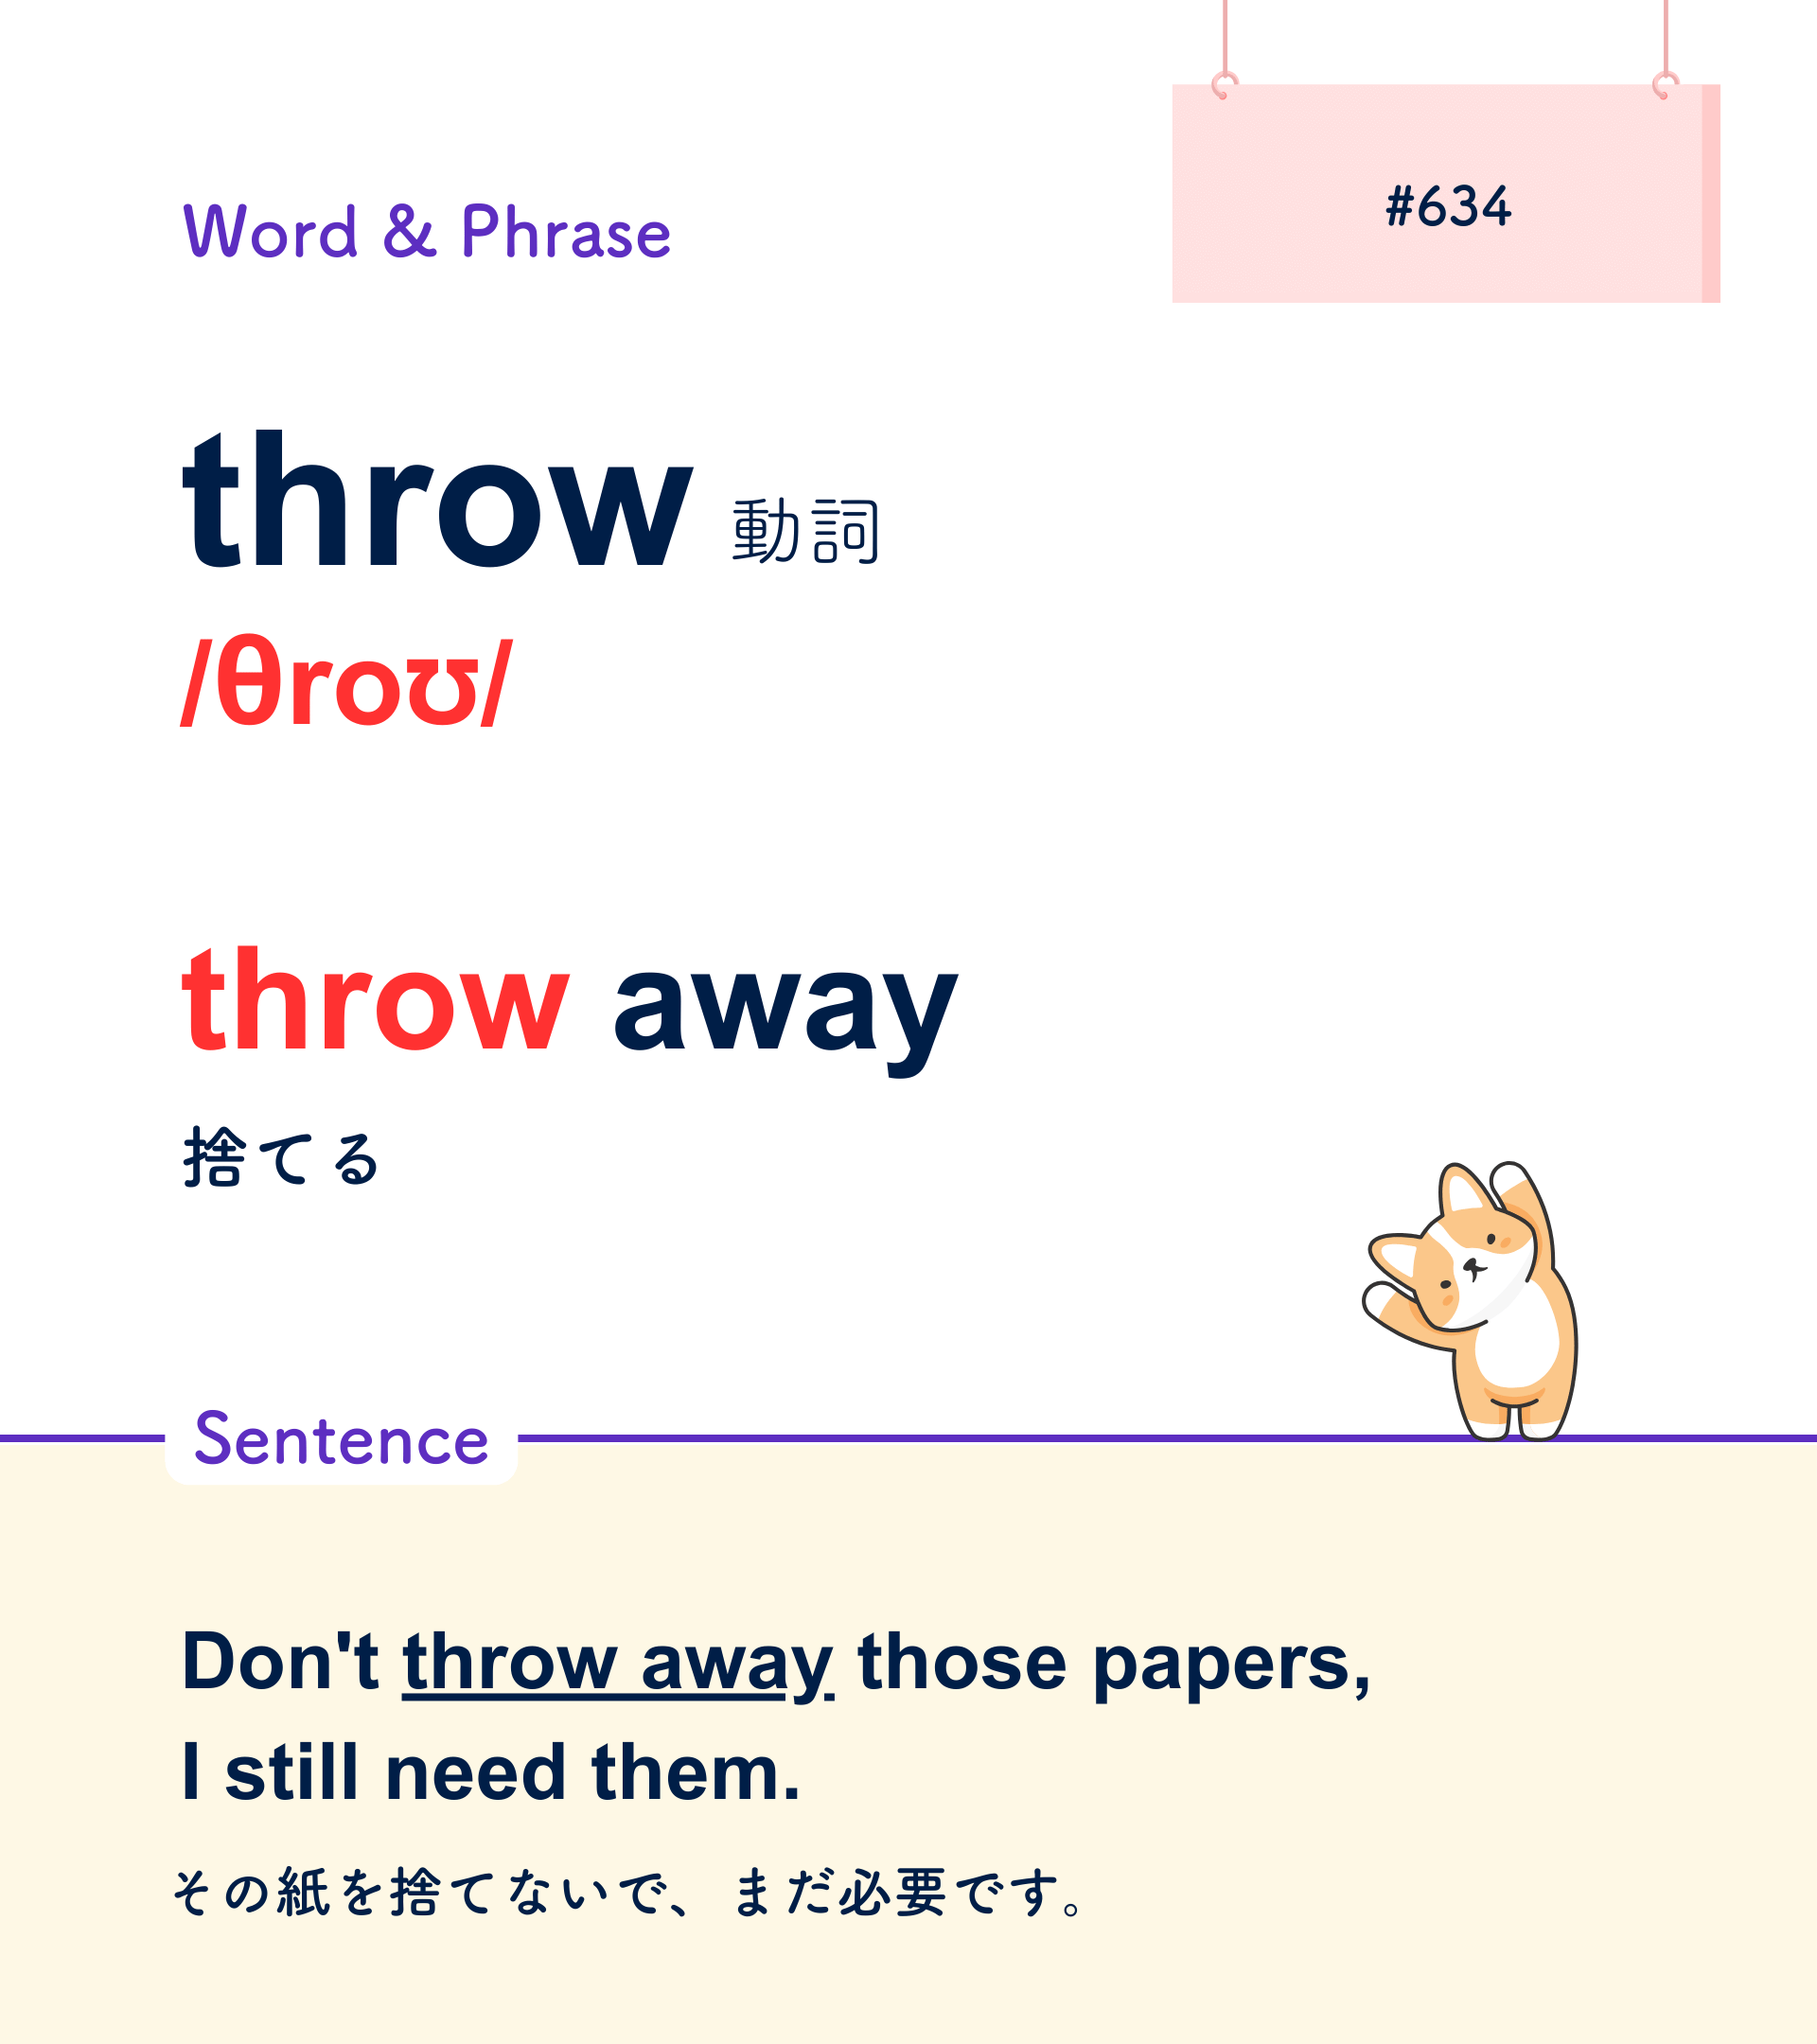 #634
Word & Phrase
throw 動詞
/θroʊ/
throw away
捨てる
Sentence
Don't throw away those papers,
I still need them.
その紙を捨てないで、まだ必要です。